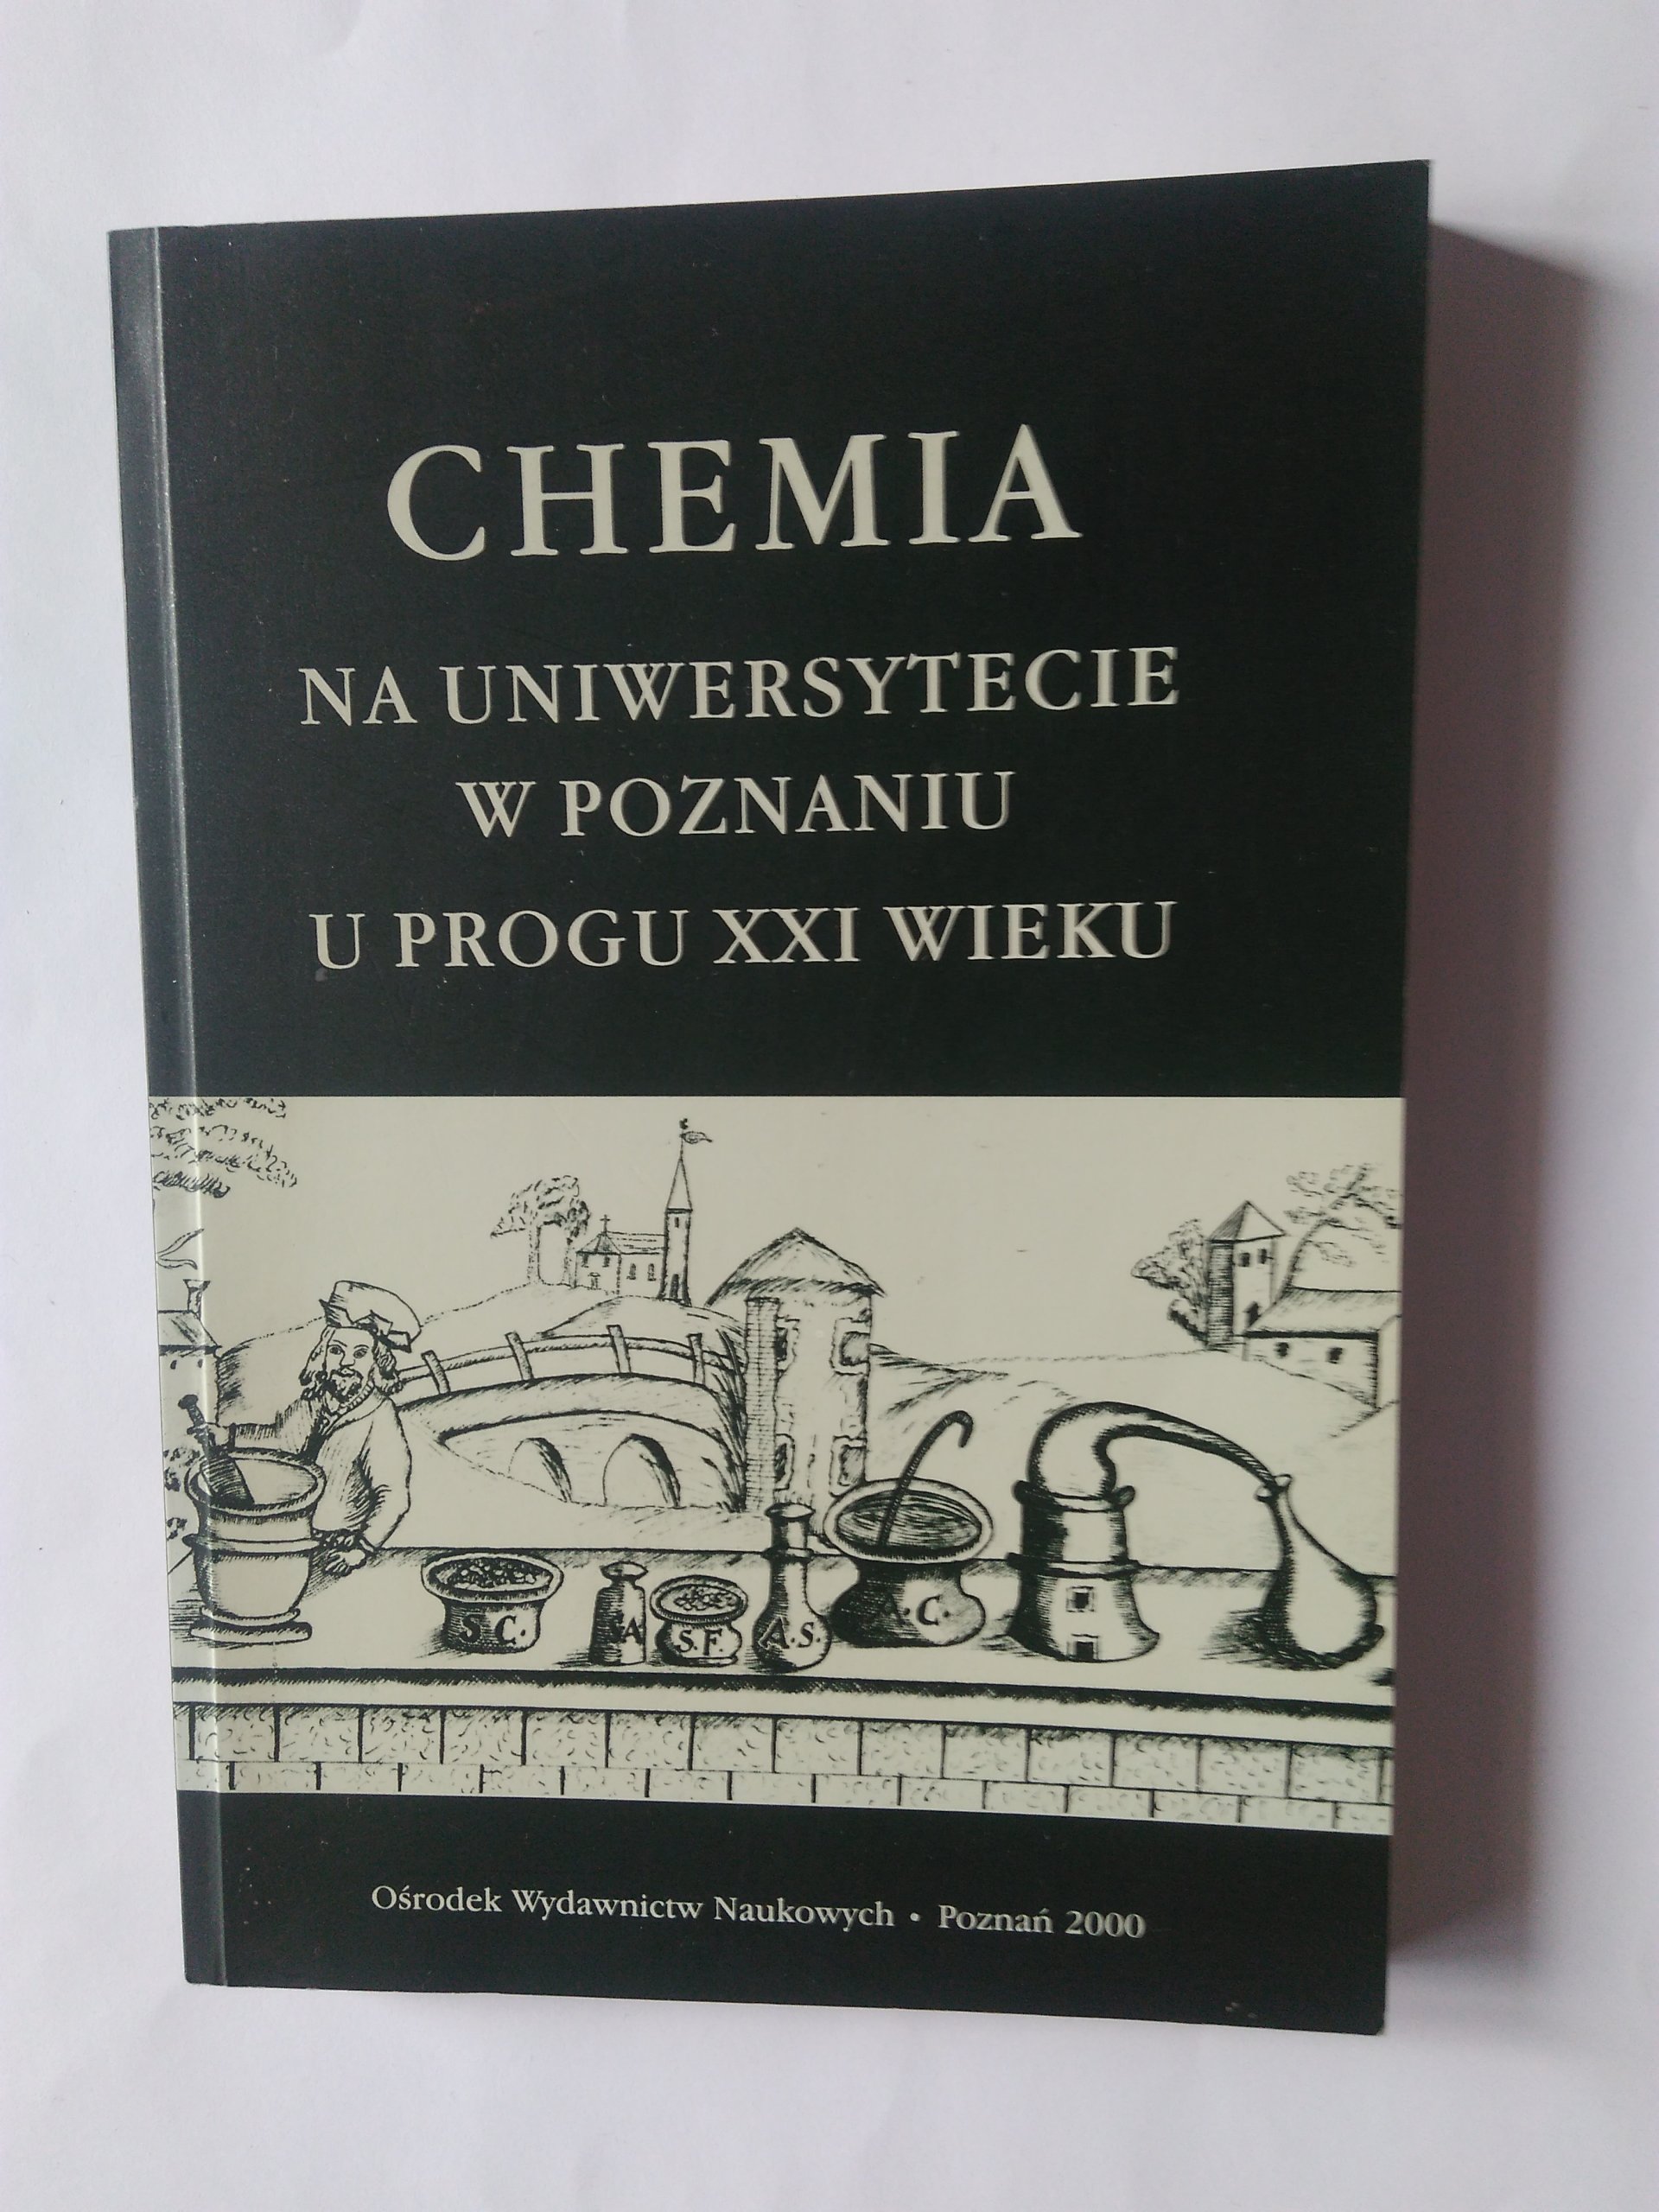 CHEMIA
NA UNIWERSYTECIE
W POZNANIU
U PROGU XXI WIEKU
S C.
A
S.F.
A.S.
A.C.
Ośrodek Wydawnictw Naukowych • Poznań 2000